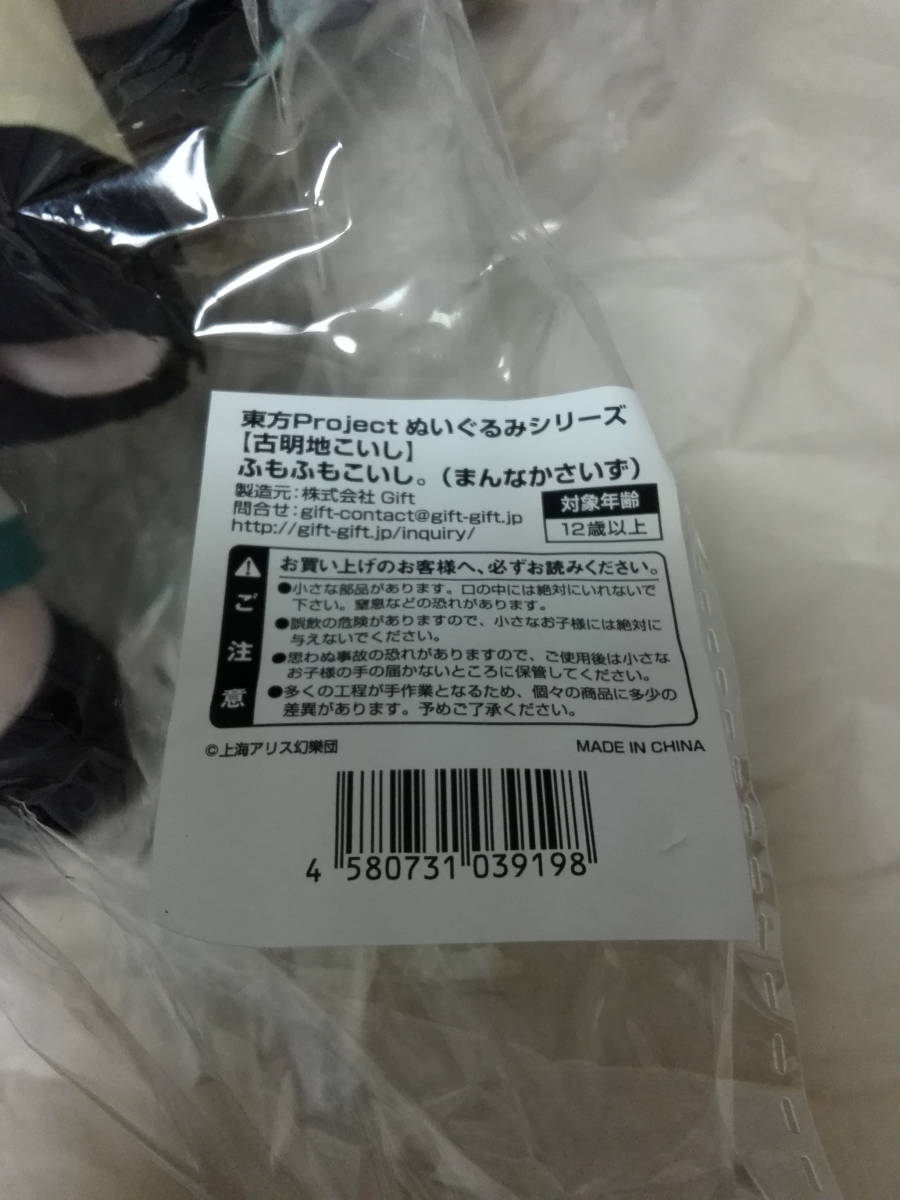 東方Project ぬいぐるみシリーズ
【古明地こいし】
ふもふもこいし。(まんなかさいず)
製造元:株式会社 Gift
問合せ:gift-contact@gift-gift.jp
http://gift-gift.jp/inquiry/
対象年齢
12歳以上
ご注意
お買い上げのお客様へ、必ずお読みください。
●小さな部品があります。口の中には絶対にいれないで
下さい。窒息などの恐れがあります。
●誤飲の危険がありますので、小さなお子様には絶対に
与えないでください。
●思わぬ事故の恐れがありますので、ご使用後は小さな
お子様の手の届かないところに保管してください。
●多くの工程が手作業となるため、個々の商品に多少の
差異があります。予めご了承ください。
©上海アリス幻樂団
MADE IN CHINA
4 580731 039198